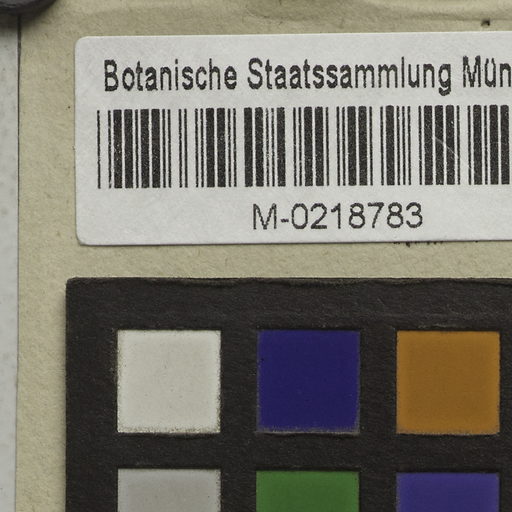 Botanische Staatssammlung Mün
M-0218783